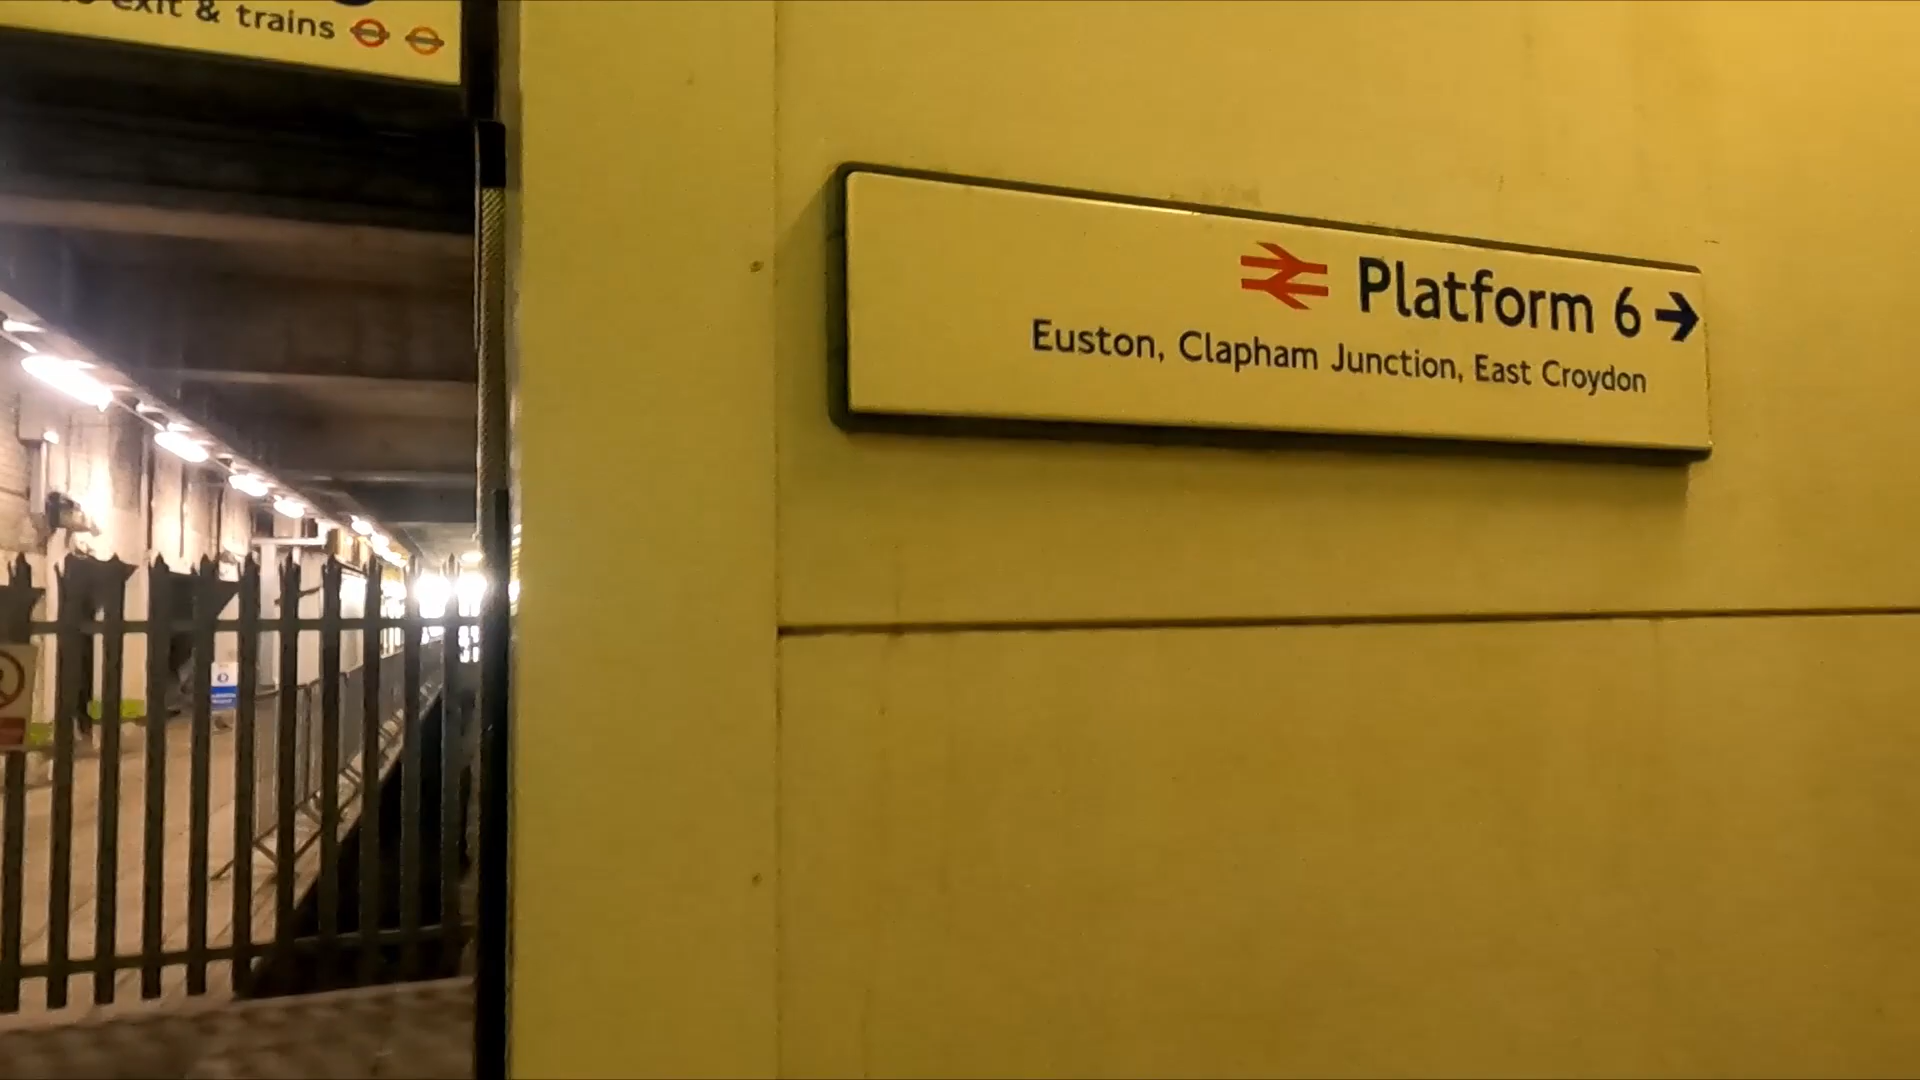 exit & trains
Platform 6
Euston, Clapham Junction, East Croydon